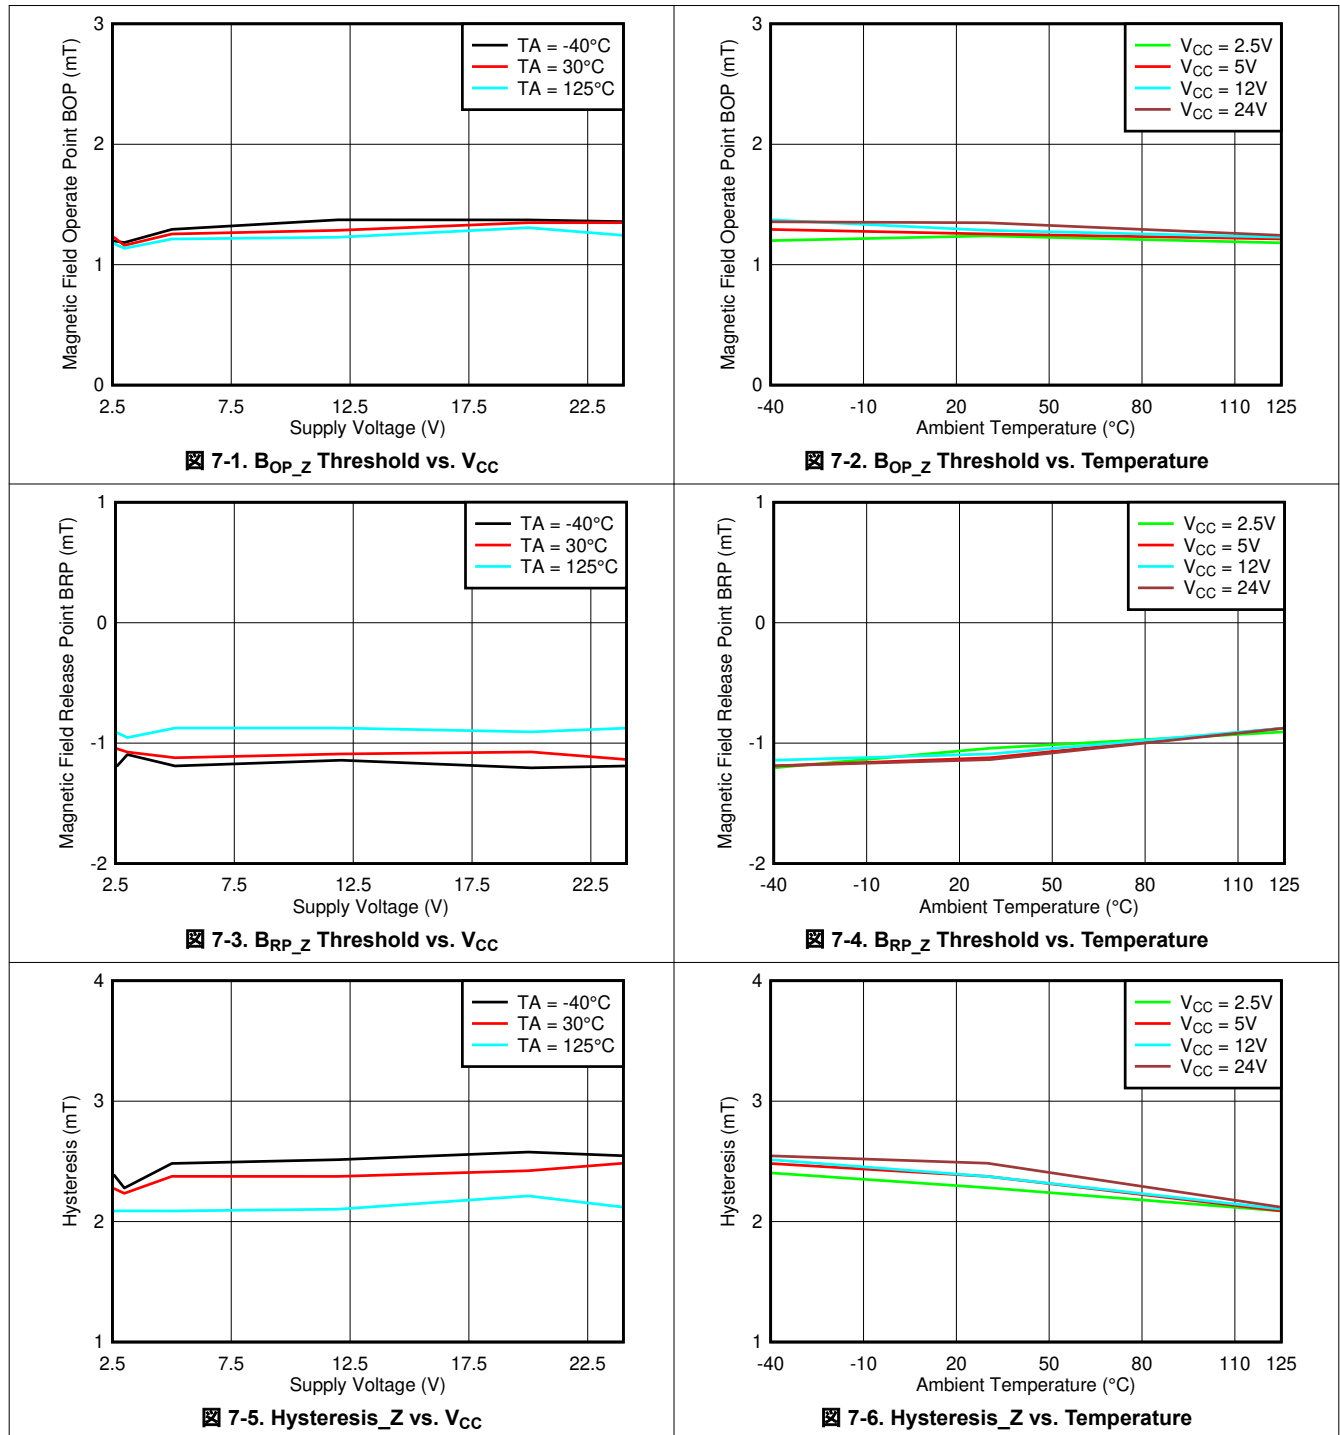 Magnetic Field Operate Point BOP (mT)
3
2
1
0
TA = -40°C
TA = 30°C
TA = 125°C
2.5 7.5 12.5 17.5 22.5
Supply Voltage (V)
図 7-1. BOP_Z Threshold vs. VCC
Magnetic Field Operate Point BOP (mT)
3
2
1
0
VCC = 2.5V
VCC = 5V
VCC = 12V
VCC = 24V
-40 -10 20 50 80 110 125
Ambient Temperature (°C)
図 7-2. BOP_Z Threshold vs. Temperature
Magnetic Field Release Point BRP (mT)
1
0
-1
-2
TA = -40°C
TA = 30°C
TA = 125°C
2.5 7.5 12.5 17.5 22.5
Supply Voltage (V)
図 7-3. BRP_Z Threshold vs. VCC
Magnetic Field Release Point BRP (mT)
1
0
-1
-2
VCC = 2.5V
VCC = 5V
VCC = 12V
VCC = 24V
-40 -10 20 50 80 110 125
Ambient Temperature (°C)
図 7-4. BRP_Z Threshold vs. Temperature
Hysteresis (mT)
4
3
2
1
TA = -40°C
TA = 30°C
TA = 125°C
2.5 7.5 12.5 17.5 22.5
Supply Voltage (V)
図 7-5. Hysteresis_Z vs. VCC
Hysteresis (mT)
4
3
2
1
VCC = 2.5V
VCC = 5V
VCC = 12V
VCC = 24V
-40 -10 20 50 80 110 125
Ambient Temperature (°C)
図 7-6. Hysteresis_Z vs. Temperature